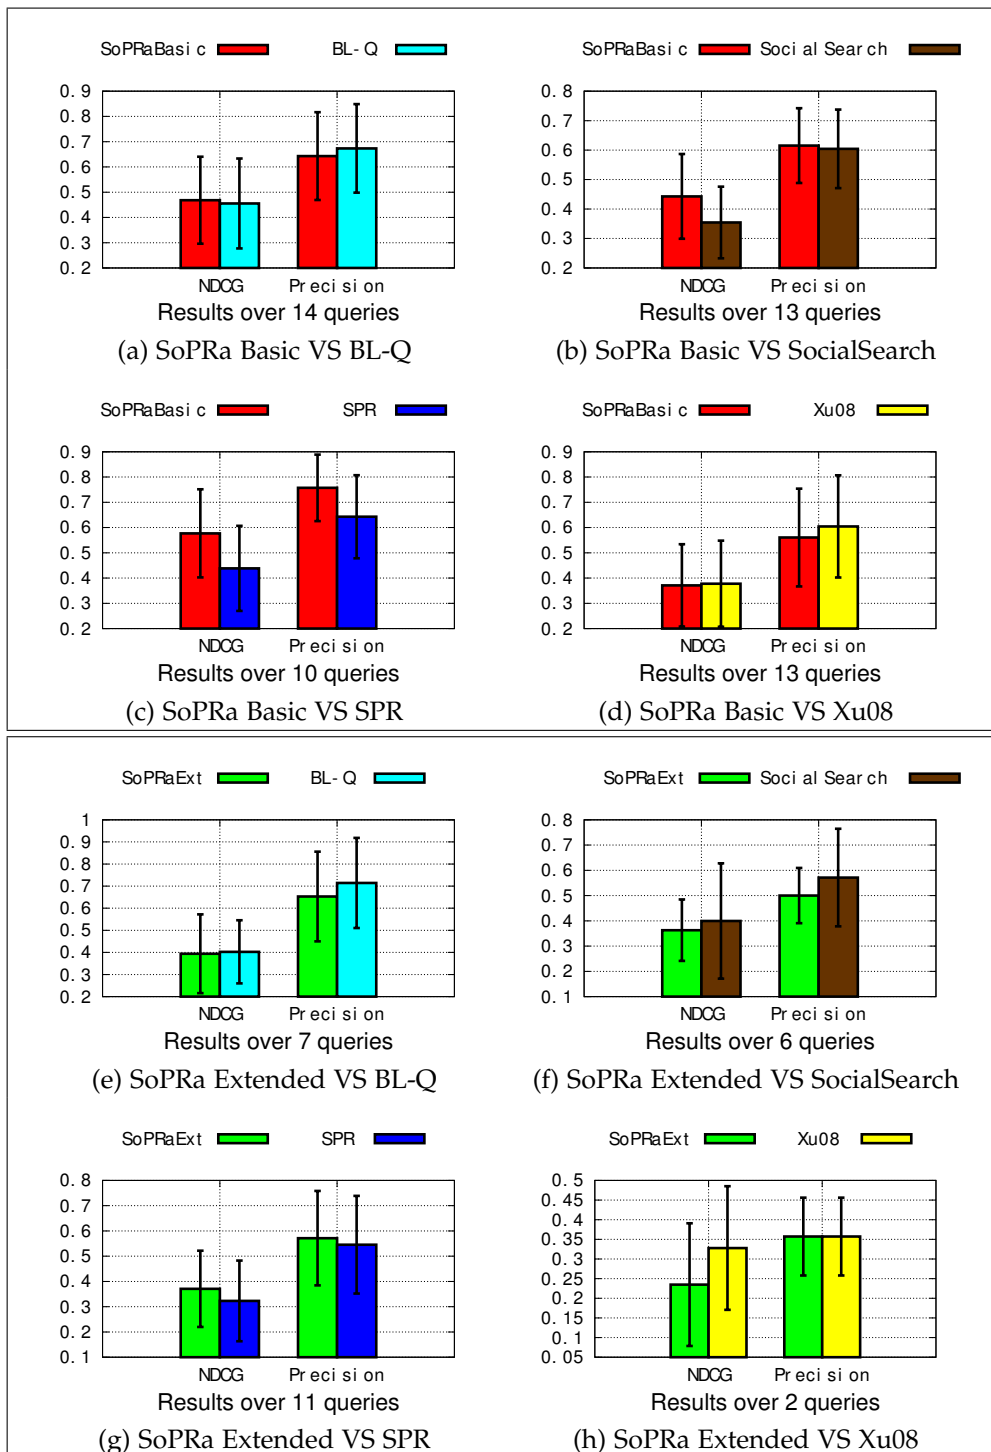 SoPRaBasic BL-Q
0.9
0.8
0.7
0.6
0.5
0.4
0.3
0.2
NDCG Precision
Results over 14 queries
(a) SoPRa Basic VS BL-Q
SoPRaBasic SocialSearch
0.8
0.7
0.6
0.5
0.4
0.3
0.2
NDCG Precision
Results over 13 queries
(b) SoPRa Basic VS SocialSearch
SoPRaBasic SPR
0.9
0.8
0.7
0.6
0.5
0.4
0.3
0.2
NDCG Precision
Results over 10 queries
(c) SoPRa Basic VS SPR
SoPRaBasic Xu08
0.9
0.8
0.7
0.6
0.5
0.4
0.3
0.2
NDCG Precision
Results over 13 queries
(d) SoPRa Basic VS Xu08
SoPRaExt BL-Q
1
0.9
0.8
0.7
0.6
0.5
0.4
0.3
0.2
NDCG Precision
Results over 7 queries
(e) SoPRa Extended VS BL-Q
SoPRaExt SocialSearch
0.8
0.7
0.6
0.5
0.4
0.3
0.2
0.1
NDCG Precision
Results over 6 queries
(f) SoPRa Extended VS SocialSearch
SoPRaExt SPR
0.8
0.7
0.6
0.5
0.4
0.3
0.2
0.1
NDCG Precision
Results over 11 queries
(g) SoPRa Extended VS SPR
SoPRaExt Xu08
0.5
0.45
0.4
0.35
0.3
0.25
0.2
0.15
0.1
0.05
NDCG Precision
Results over 2 queries
(h) SoPRa Extended VS Xu08